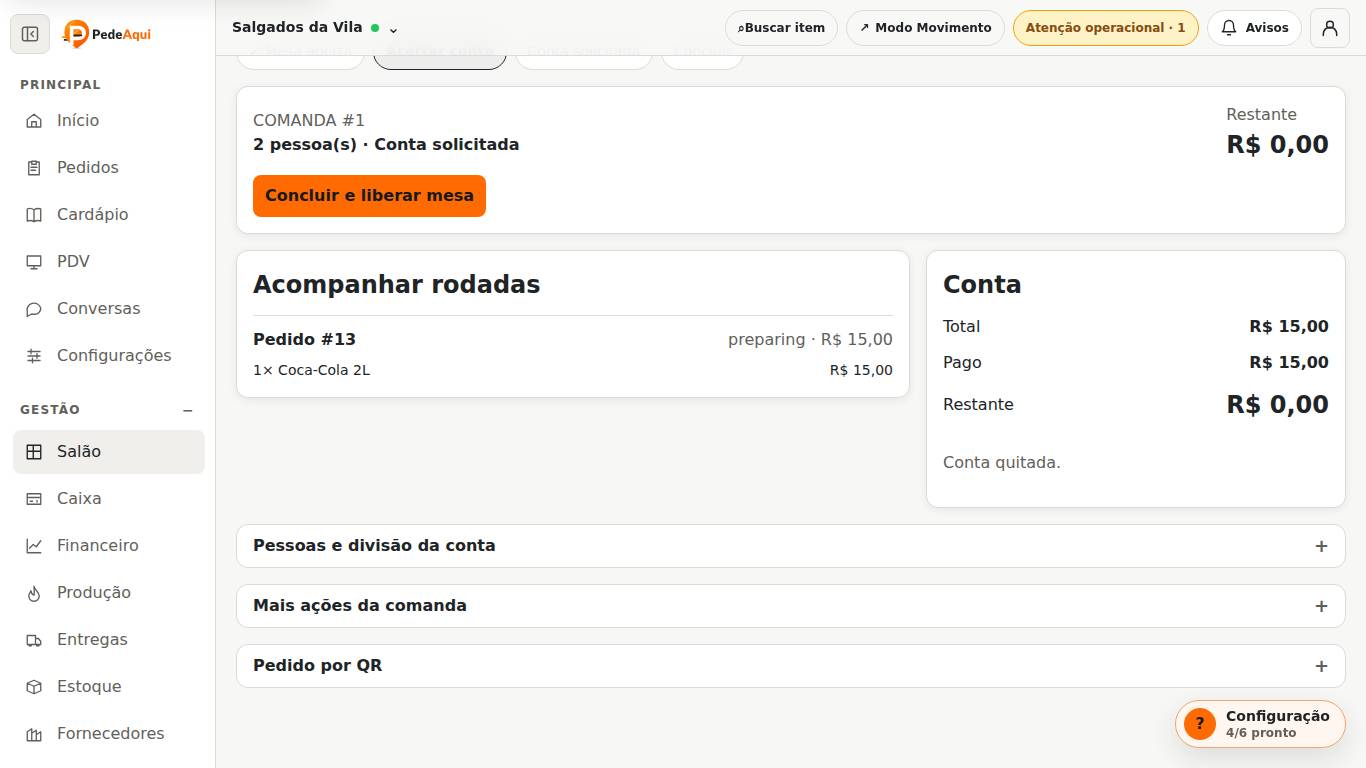 PedeAqui
Salgados da Vila
Buscar item
↗ Modo Movimento
Atenção operacional · 1
Avisos
PRINCIPAL
Início
Pedidos
Cardápio
PDV
Conversas
Configurações
GESTÃO −
Salão
Caixa
Financeiro
Produção
Entregas
Estoque
Fornecedores
COMANDA #1
2 pessoa(s) · Conta solicitada
Restante
R$ 0,00
Concluir e liberar mesa
Acompanhar rodadas
Pedido #13
preparing · R$ 15,00
1× Coca-Cola 2L
R$ 15,00
Conta
Total R$ 15,00
Pago R$ 15,00
Restante R$ 0,00
Conta quitada.
Pessoas e divisão da conta +
Mais ações da comanda +
Pedido por QR +
? Configuração
4/6 pronto